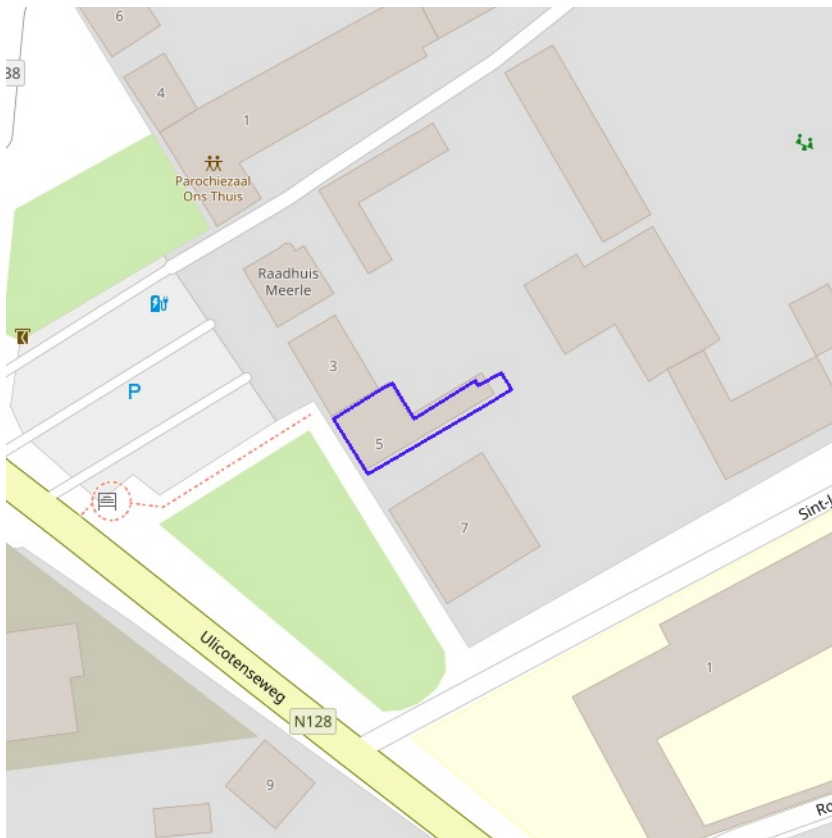 6
38
4
1
Parochiezaal
Ons Thuis
Raadhuis
Meerle
3
P
5
7
Sint-J
Ulicotenseweg
1
N128
9
Ro